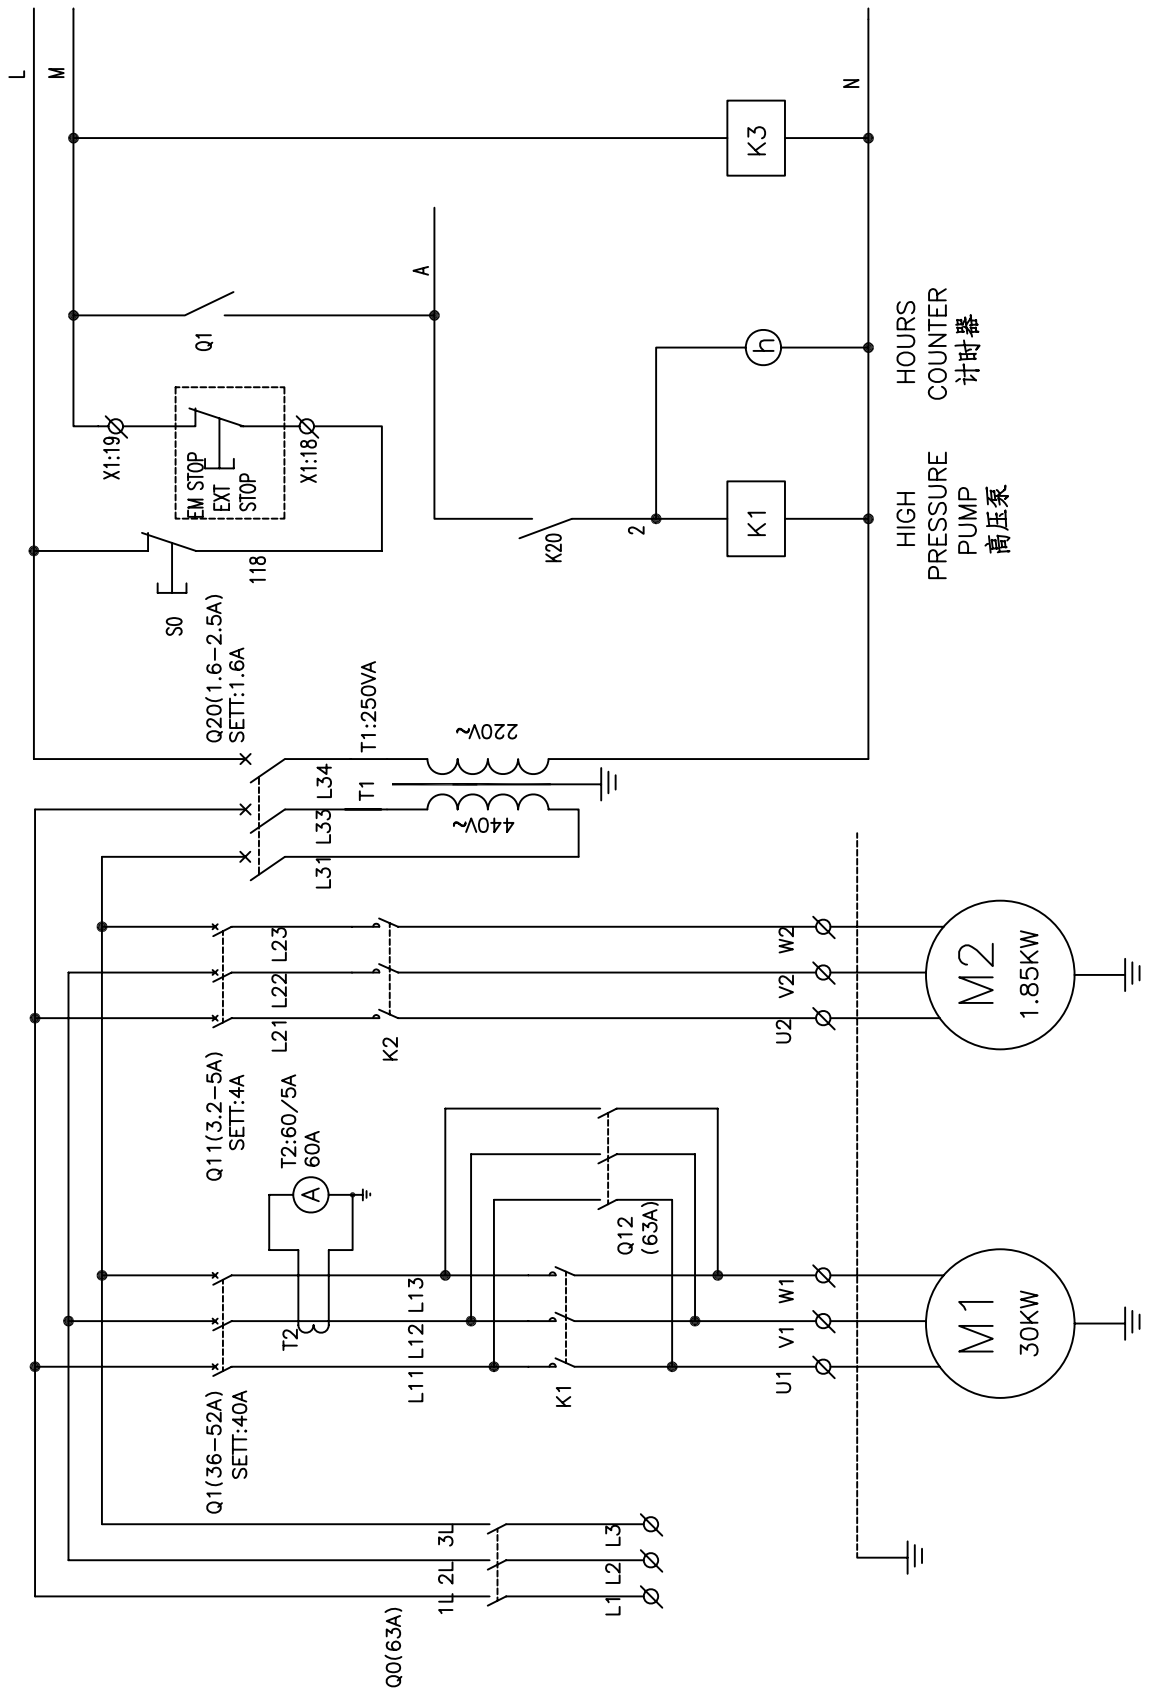 L
M
N
A
K3
Q1
X1:19
X1:18
EM STOP
EXT
STOP
S0
118
K20
2
K1
h
HOURS
COUNTER
计时器
HIGH
PRESSURE
PUMP
高压泵
Q20(1.6-2.5A)
SETT:1.6A
L31
L33
L34
T1
T1:250VA
440V~
220V~
Q11(3.2-5A)
SETT:4A
L21
L22
L23
K2
U2
V2
W2
M2
1.85KW
Q1(36-52A)
SETT:40A
T2
A
T2:60/5A
60A
L11
L12
L13
K1
Q12
(63A)
U1
V1
W1
M1
30KW
Q0(63A)
1L
2L
3L
L1
L2
L3